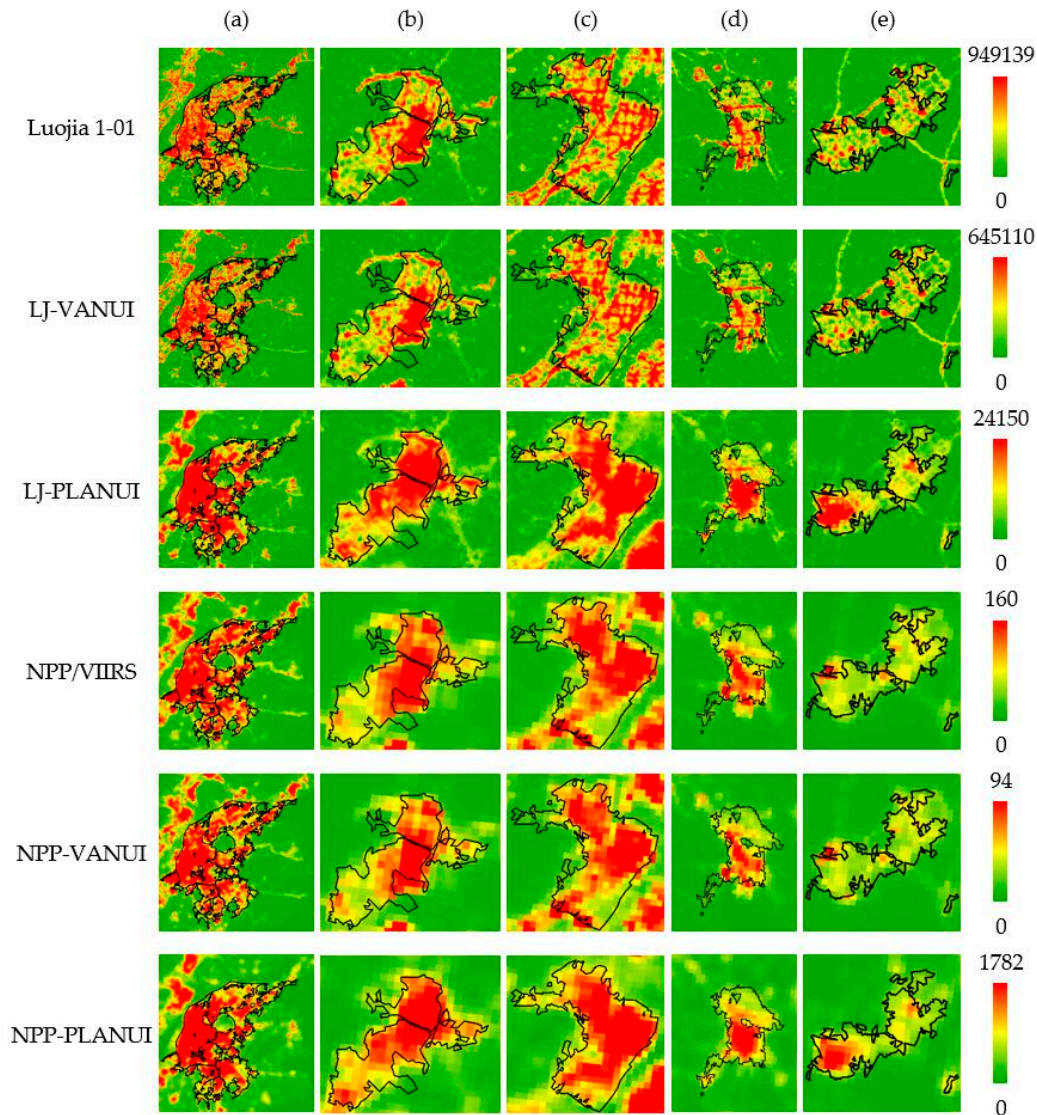 (a) (b) (c) (d) (e)
949139
Luojia 1-01
0
645110
LJ-VANUI
0
24150
LJ-PLANUI
0
160
NPP/VIIRS
0
94
NPP-VANUI
0
1782
NPP-PLANUI
0